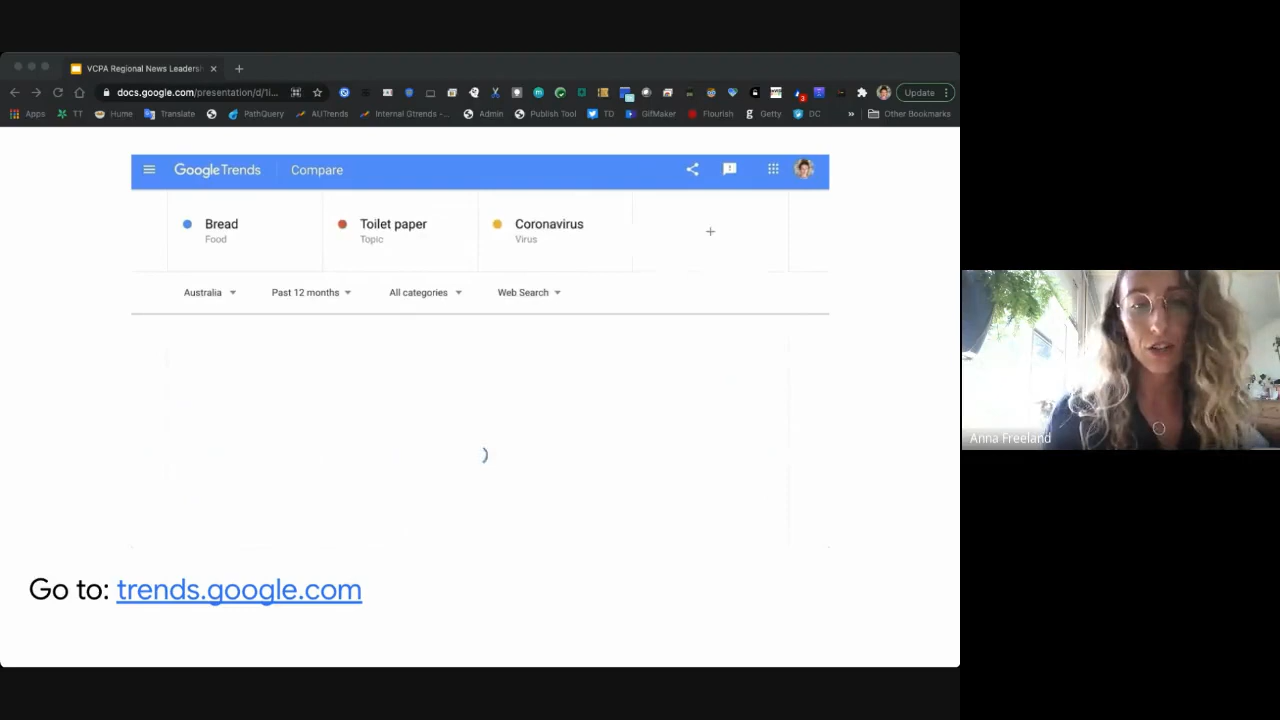 VCPA Regional News Leaders
docs.google.com/presentation/d/1i...
Update
Apps TT Home Translate PathQuery AUTrends Internal Gtrends -... Admin Publish Tool TD GifMaker Flourish Getty DC » Other Bookmarks
Google Trends Compare
Bread Toilet paper Coronavirus
Food Topic Virus
Australia Past 12 months All categories Web Search
Go to: trends.google.com
Anna Freeland